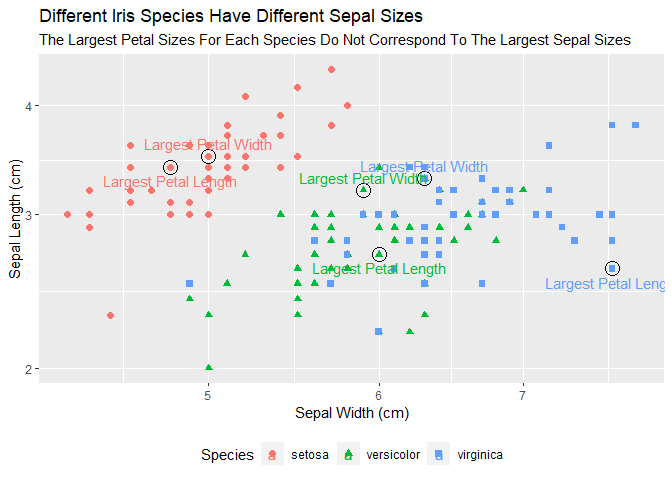 Different Iris Species Have Different Sepal Sizes
The Largest Petal Sizes For Each Species Do Not Correspond To The Largest Sepal Sizes
Sepal Length (cm)
4
3
2
Largest Petal Width
Largest Petal Length
Largest Petal Width
Largest Petal Width
Largest Petal Length
Largest Petal Leng
5
6
7
Sepal Width (cm)
Species a setosa a versicolor a virginica